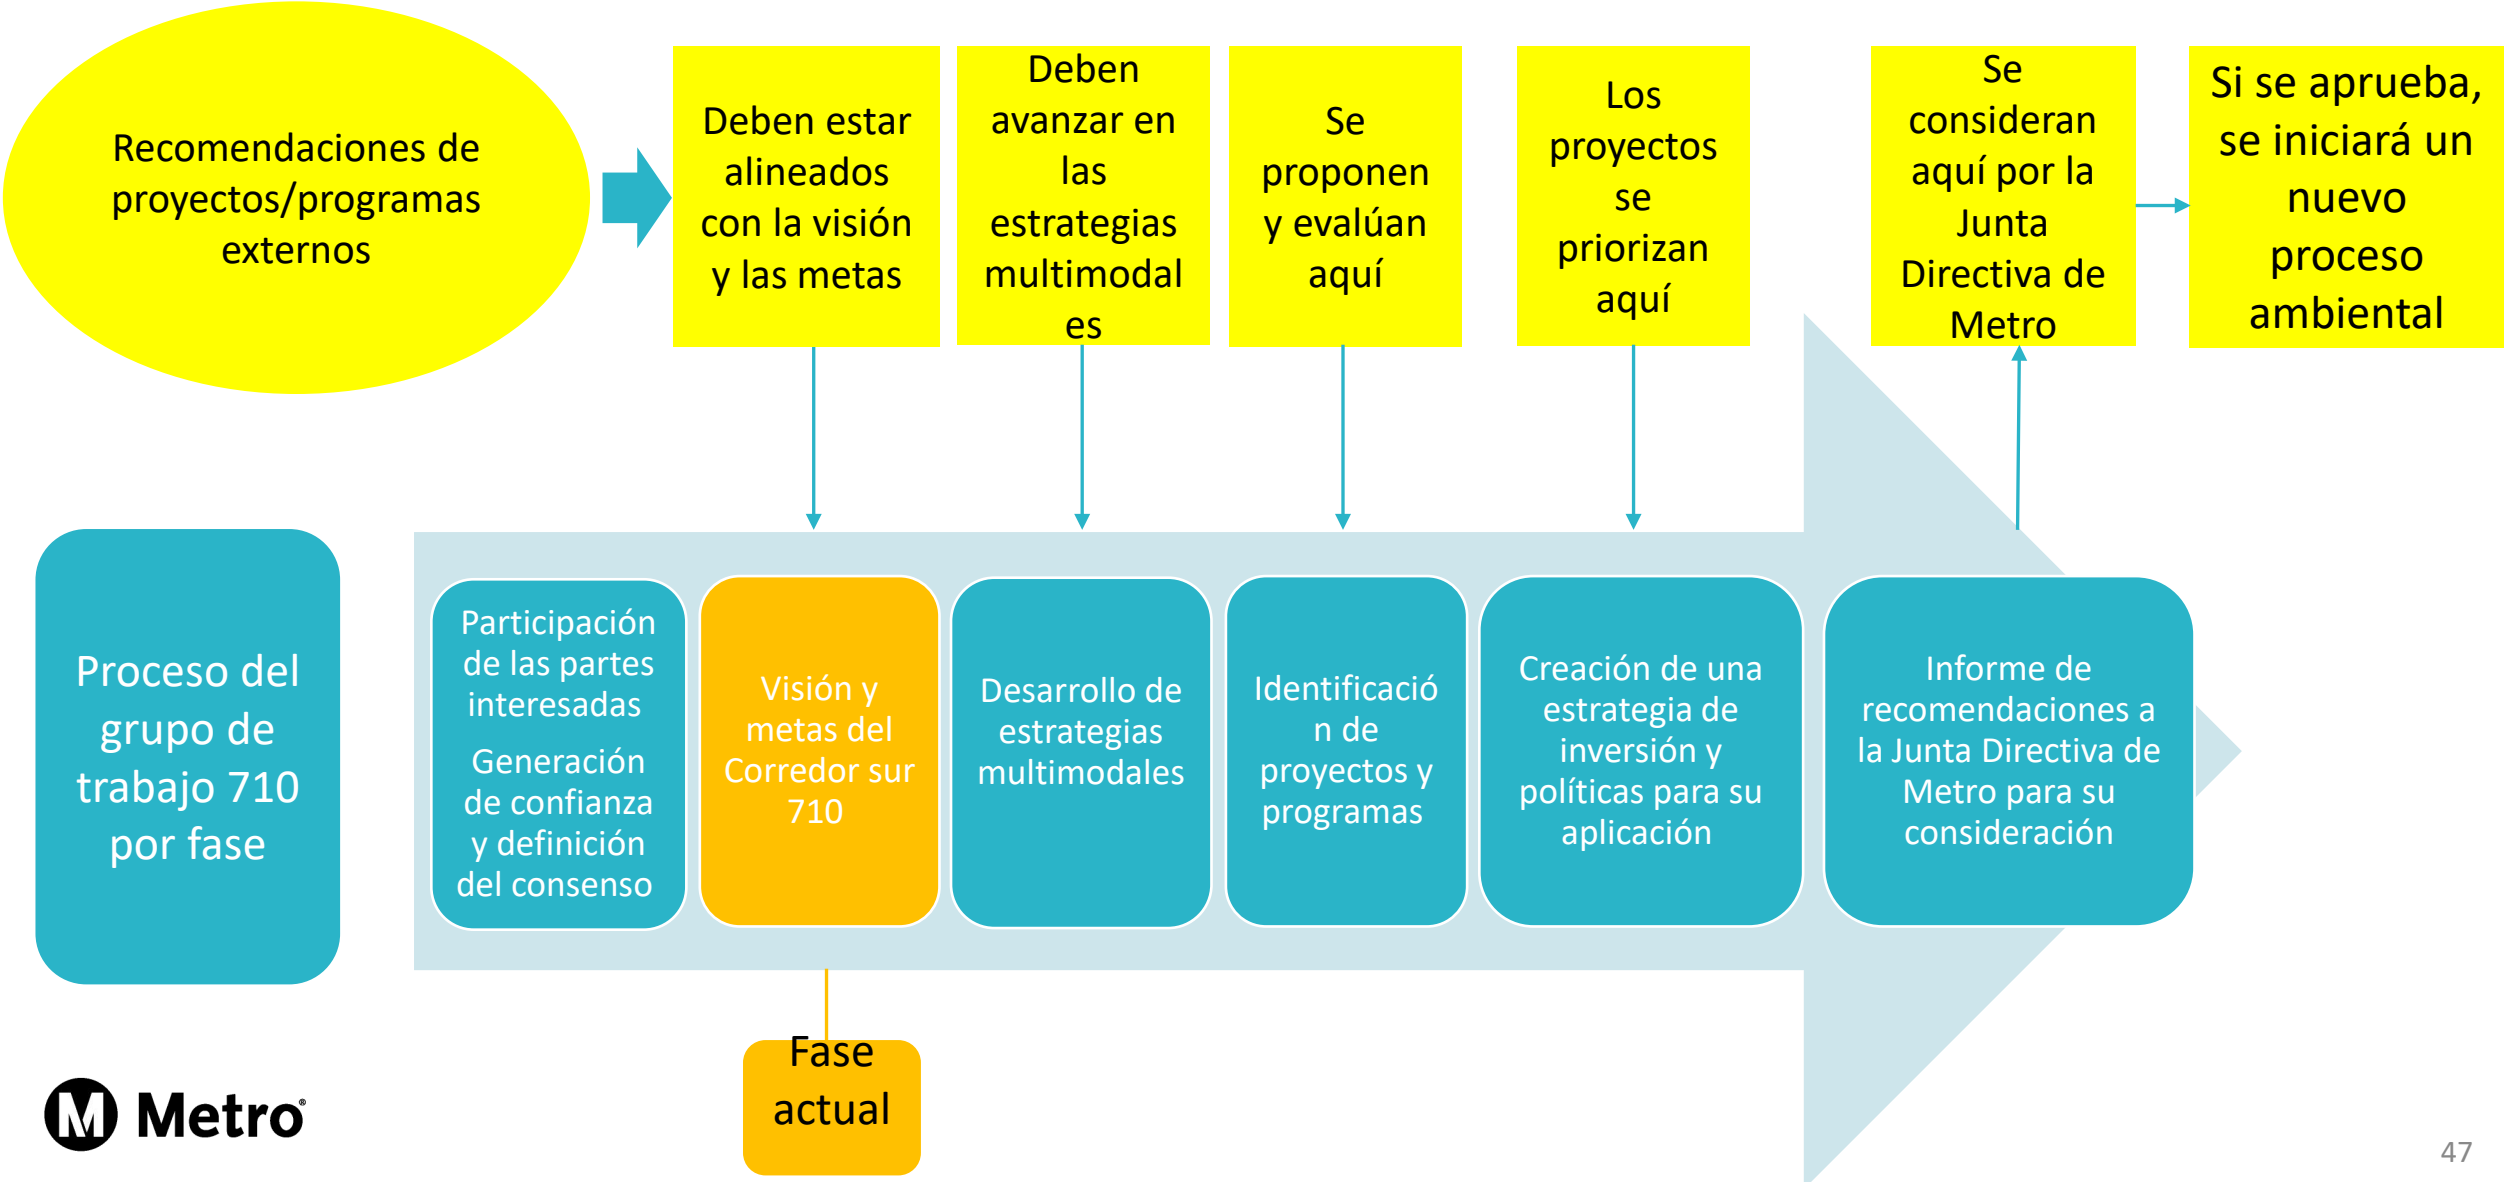 Recomendaciones de
proyectos/programas
externos
Deben estar
alineados
con la visión
y las metas
Deben
avanzar en
las
estrategias
multimodal
es
Se
proponen
y evalúan
aquí
Los
proyectos
se
priorizan
aquí
Se
consideran
aquí por la
Junta
Directiva de
Metro
Si se aprueba,
se iniciará un
nuevo
proceso
ambiental
Proceso del
grupo de
trabajo 710
por fase
Participación
de las partes
interesadas
Generación
de confianza
y definición
del consenso
Visión y
metas del
Corredor sur
710
Desarrollo de
estrategias
multimodales
Identificació
n de
proyectos y
programas
Creación de una
estrategia de
inversión y
políticas para su
aplicación
Informe de
recomendaciones a
la Junta Directiva de
Metro para su
consideración
Fase
actual
M Metro®
47